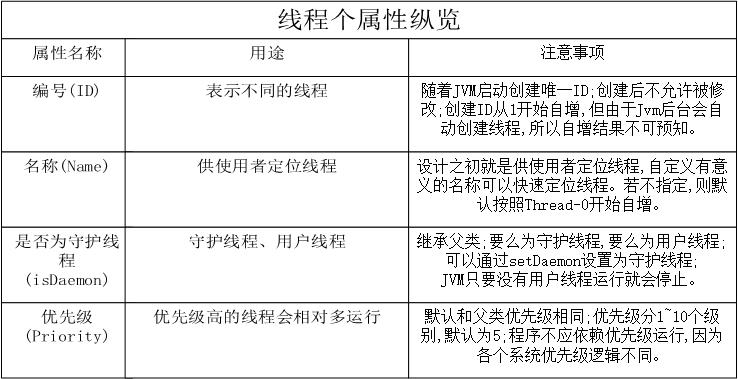 线程个属性纵览
属性名称
用途
注意事项
编号(ID)
表示不同的线程
随着JVM启动创建唯一ID;创建后不允许被修
改;创建ID从1开始自增,但由于Jvm后台会
自动创建线程,所以自增结果不可预知。
名称(Name)
供使用者定位线程
设计之初就是供使用者定位线程,自定义有意
义的名称可以快速定位线程。若不指定,则默
认按照Thread-0开始自增。
是否为守护线
程
(isDaemon)
守护线程、用户线程
继承父类;要么为守护线程,要么为用户线程;
可以通过setDaemon设置为守护线程;
JVM只要没有用户线程运行就会停止。
优先级
(Priority)
优先级高的线程会相对多运行
默认和父类优先级相同;优先级分1~10个级
别,默认为5;程序不应依赖优先级运行,因为
各个系统优先级逻辑不同。